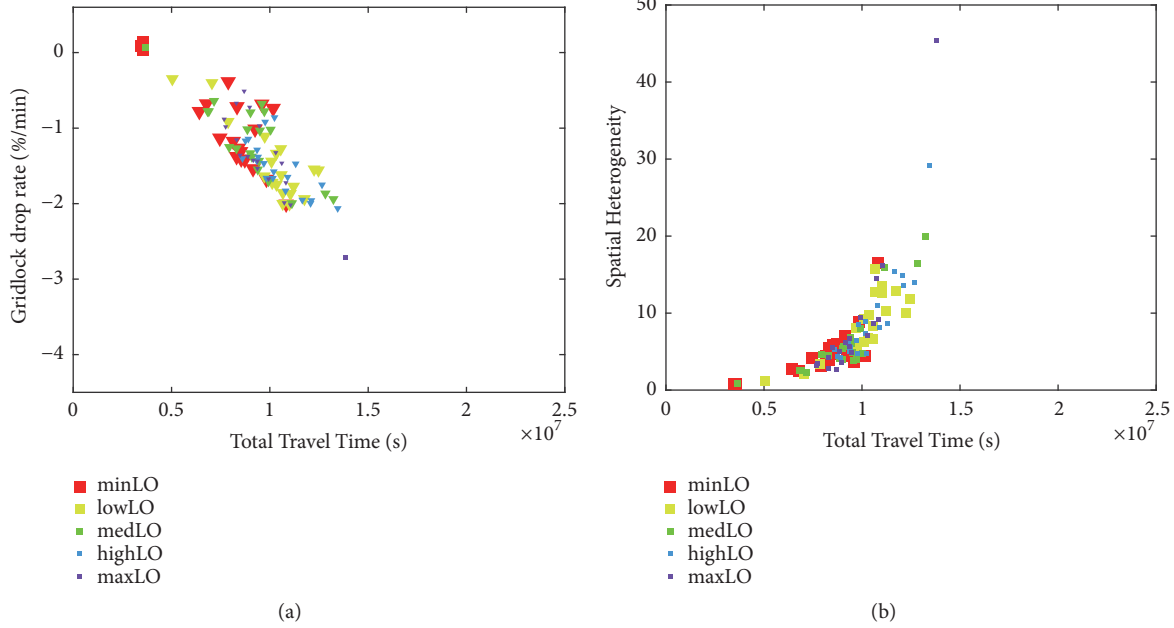 0
−1
−2
−3
−4
Gridlock drop rate (%/min)
0 0.5 1 1.5 2 2.5
×10⁷
Total Travel Time (s)
minLO
lowLO
medLO
highLO
maxLO
(a)
50
40
30
20
10
0
Spatial Heterogeneity
0 0.5 1 1.5 2 2.5
×10⁷
Total Travel Time (s)
minLO
lowLO
medLO
highLO
maxLO
(b)